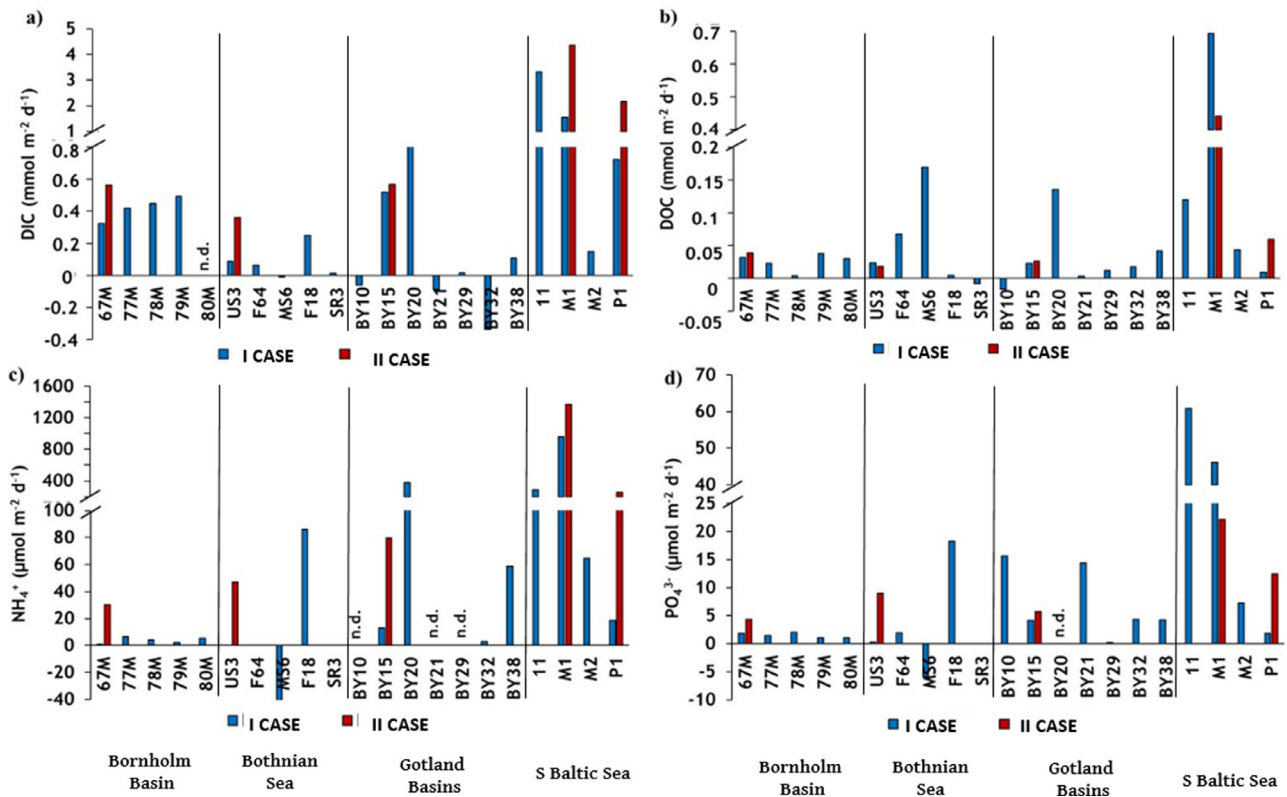 a)
DIC (mmol m⁻² d⁻¹)
5
4
3
2
1
0.8
0.6
0.4
0.2
0
-0.2
-0.4
67M 77M 78M 79M 80M US3 F64 MS6 F18 SR3 BY10 BY15 BY20 BY21 BY29 BY32 BY38 11 M1 M2 P1
n.d.
I CASE II CASE
b)
DOC (mmol m⁻² d⁻¹)
0.7
0.6
0.5
0.4
0.2
0.15
0.1
0.05
0
-0.05
67M 77M 78M 79M 80M US3 F64 MS6 F18 SR3 BY10 BY15 BY20 BY21 BY29 BY32 BY38 11 M1 M2 P1
I CASE II CASE
c)
NH₄⁺ (µmol m⁻² d⁻¹)
1600
1200
800
400
100
80
60
40
20
0
-20
-40
67M 77M 78M 79M 80M US3 F64 MS6 F18 SR3 BY10 BY15 BY20 BY21 BY29 BY32 BY38 11 M1 M2 P1
n.d. n.d. n.d.
I CASE II CASE
Bornholm
Basin
Bothnian
Sea
Gotland
Basins
S Baltic Sea
d)
PO₄³⁻ (µmol m⁻² d⁻¹)
70
60
50
40
25
20
15
10
5
0
-5
-10
67M 77M 78M 79M 80M US3 F64 MS6 F18 SR3 BY10 BY15 BY20 BY21 BY29 BY32 BY38 11 M1 M2 P1
n.d.
I CASE II CASE
Bornholm
Basin
Bothnian
Sea
Gotland
Basins
S Baltic Sea